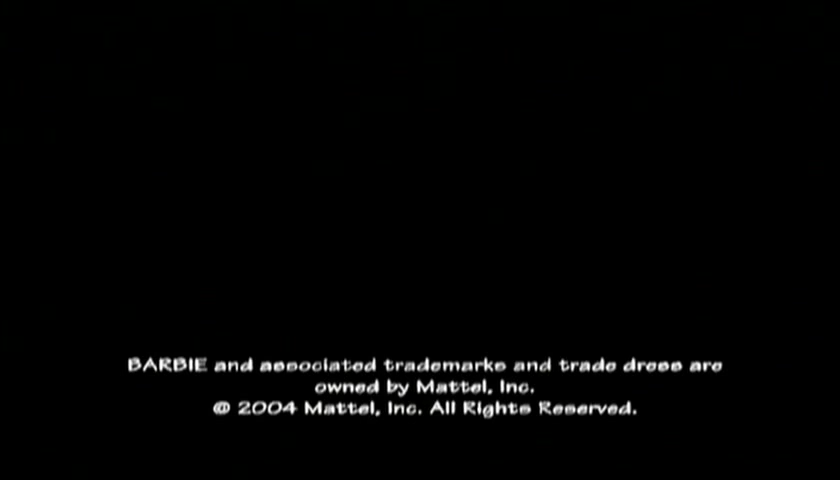 BARBIE and associated trademarks and trade dress are
owned by Mattel, Inc.
© 2004 Mattel, Inc. All Rights Reserved.